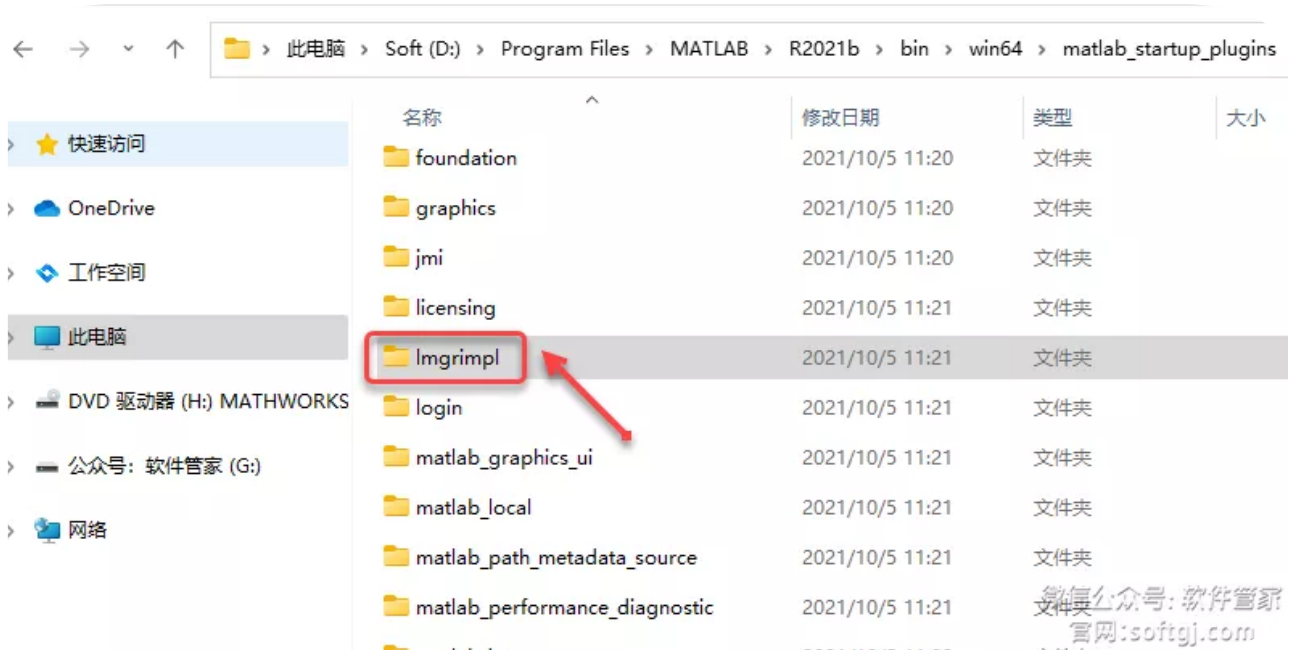 此电脑 Soft (D:) Program Files MATLAB R2021b bin win64 matlab_startup_plugins
名称 修改日期 类型 大小
快速访问
OneDrive
工作空间
此电脑
DVD 驱动器 (H:) MATHWORKS
公众号：软件管家 (G:)
网络
foundation 2021/10/5 11:20 文件夹
graphics 2021/10/5 11:20 文件夹
jmi 2021/10/5 11:20 文件夹
licensing 2021/10/5 11:21 文件夹
lmgrimpl 2021/10/5 11:21 文件夹
login 2021/10/5 11:21 文件夹
matlab_graphics_ui 2021/10/5 11:21 文件夹
matlab_local 2021/10/5 11:21 文件夹
matlab_path_metadata_source 2021/10/5 11:21 文件夹
matlab_performance_diagnostic 2021/10/5 11:21 文件夹
微信公众号：软件管家
官网：softgj.com